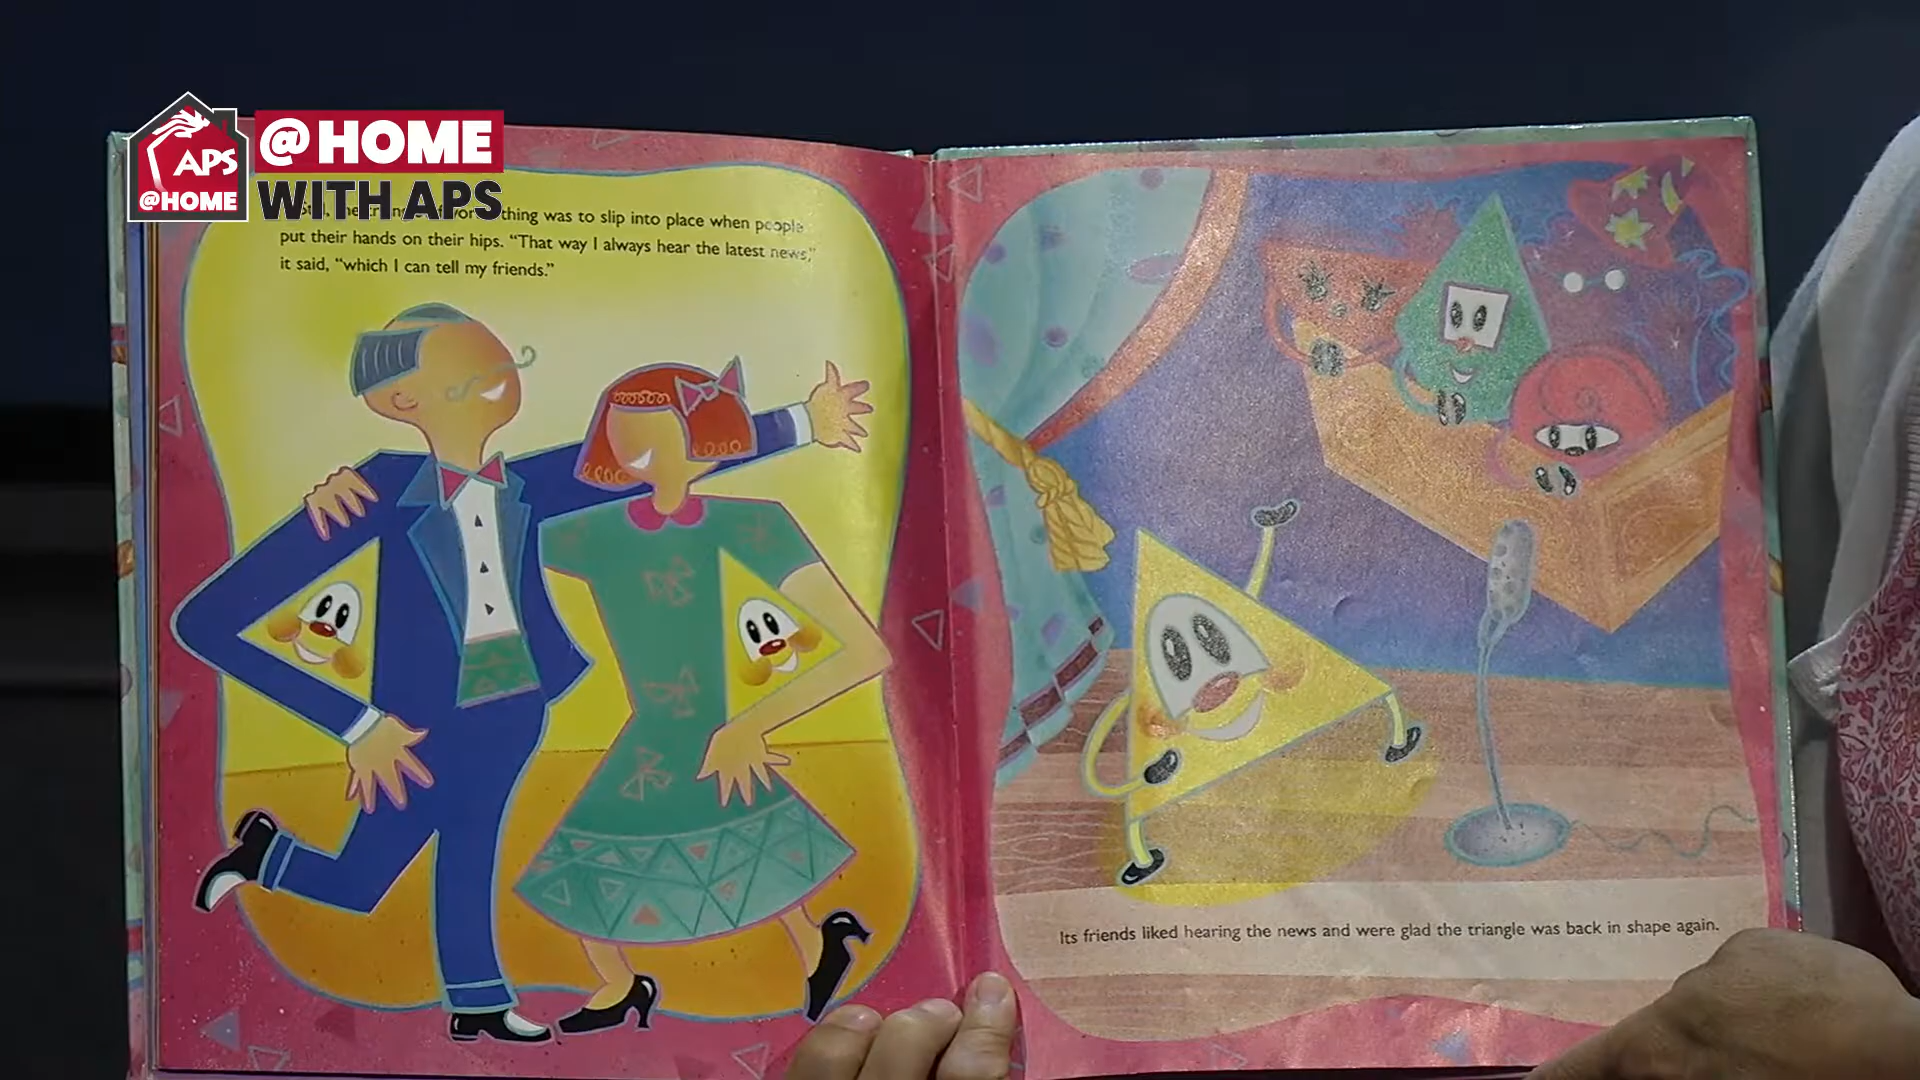 APS
@HOME
@HOME
WITH APS
thing was to slip into place when people
put their hands on their hips. “That way I always hear the latest news,”
it said, “which I can tell my friends.”
Its friends liked hearing the news and were glad the triangle was back in shape again.